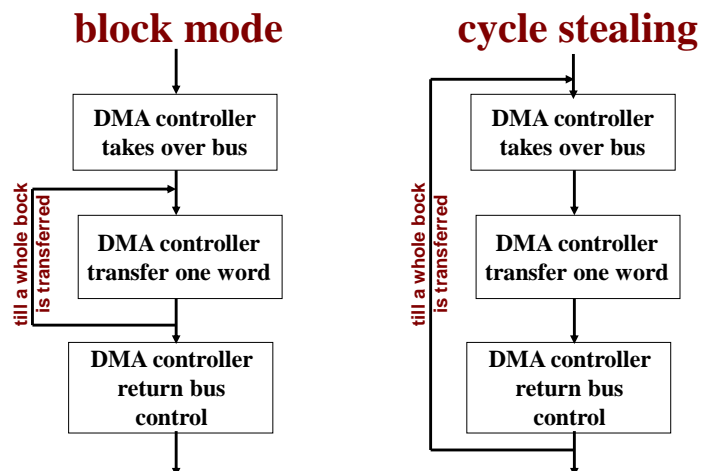 block mode
DMA controller
takes over bus
till a whole bock
is transferred
DMA controller
transfer one word
DMA controller
return bus
control
cycle stealing
DMA controller
takes over bus
till a whole bock
is transferred
DMA controller
transfer one word
DMA controller
return bus
control